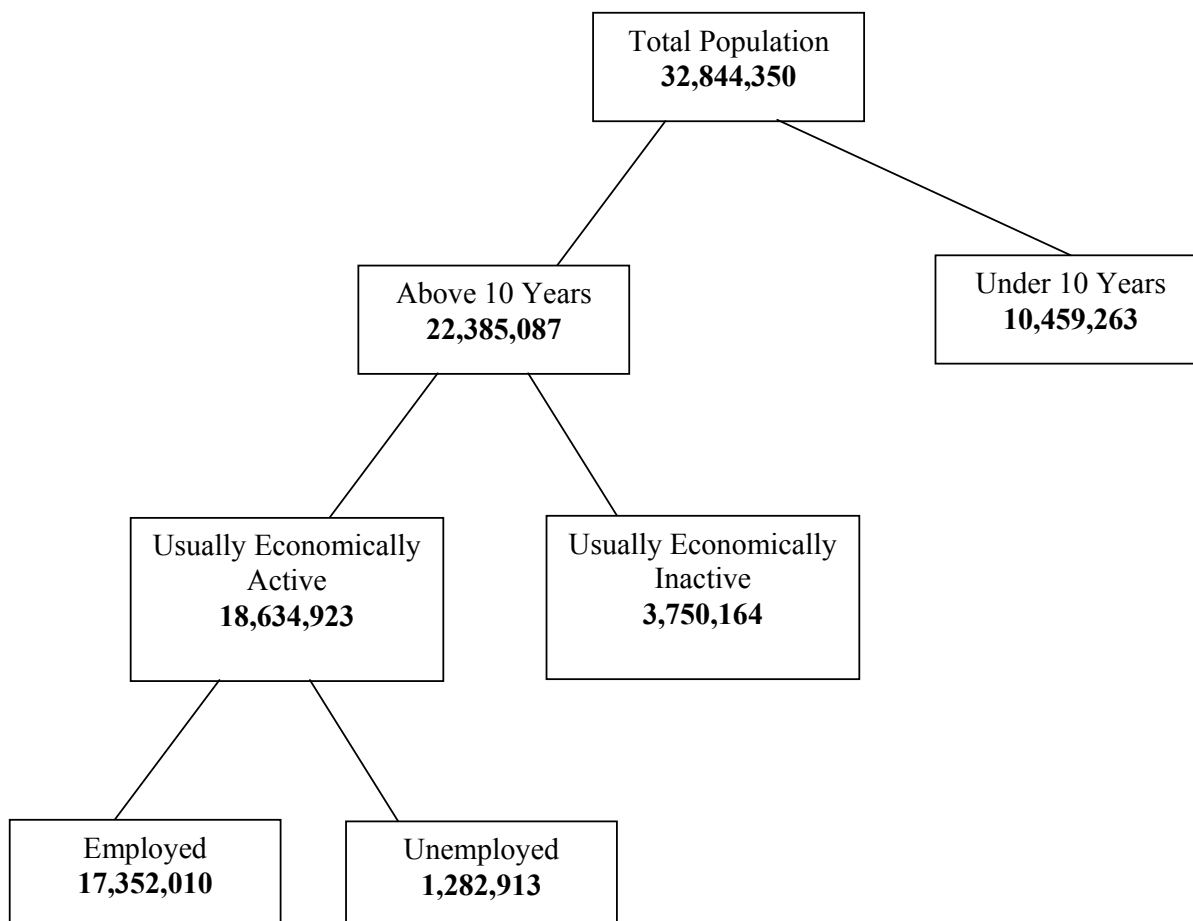 Total Population
32,844,350
Above 10 Years
22,385,087
Under 10 Years
10,459,263
Usually Economically
Active
18,634,923
Usually Economically
Inactive
3,750,164
Employed
17,352,010
Unemployed
1,282,913